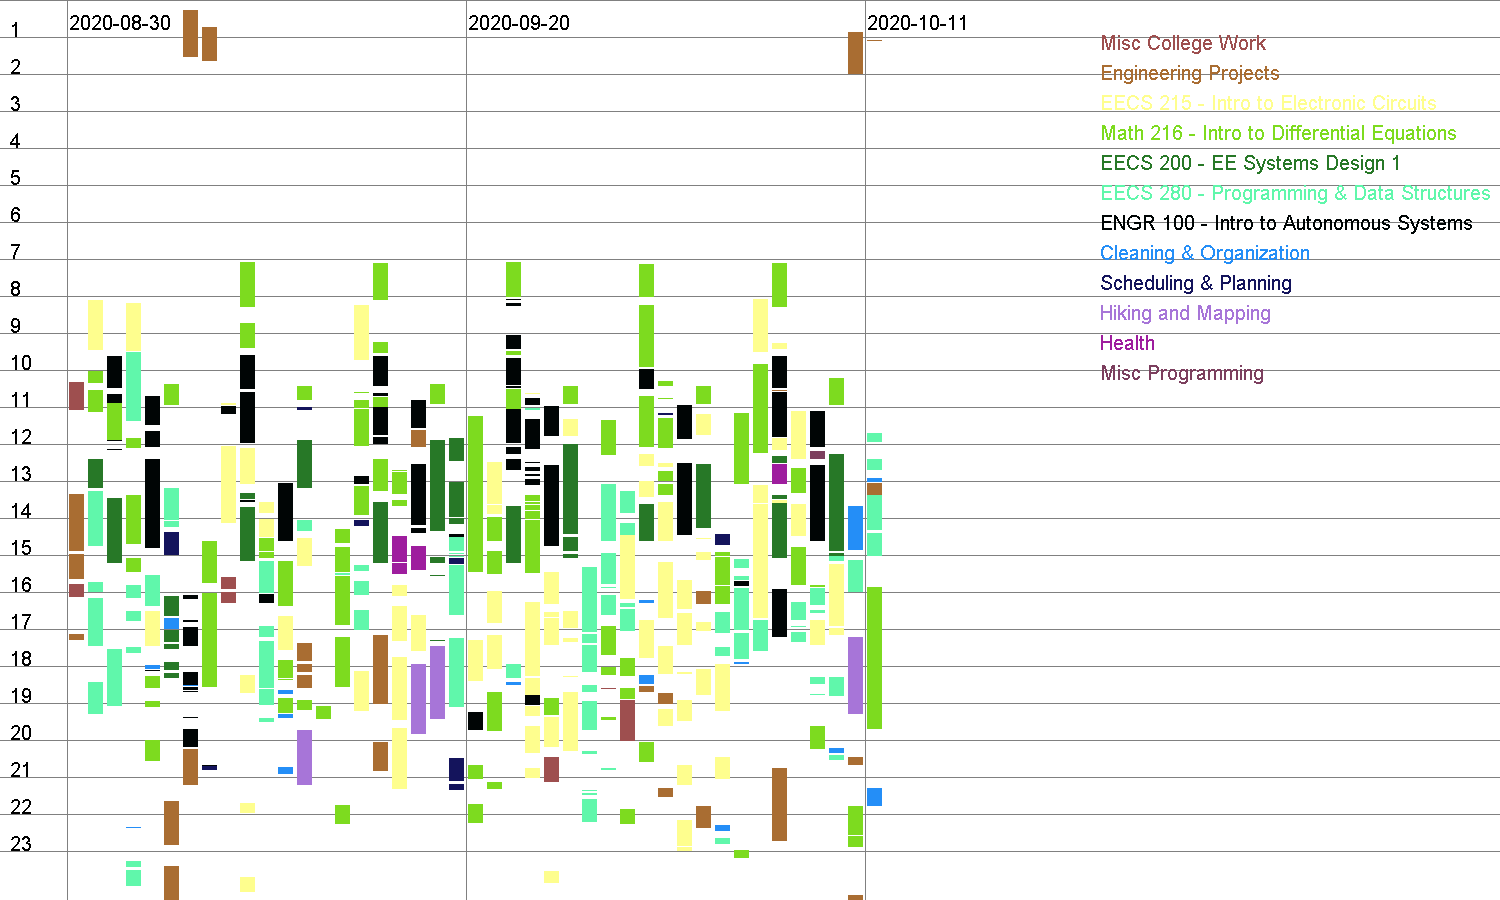 2020-08-30 2020-09-20 2020-10-11
1
Misc College Work
2
Engineering Projects
3
EECS 215 - Intro to Electronic Circuits
4
Math 216 - Intro to Differential Equations
5
EECS 200 - EE Systems Design 1
EECS 280 - Programming & Data Structures
6
ENGR 100 - Intro to Autonomous Systems
7
Cleaning & Organization
8
Scheduling & Planning
Hiking and Mapping
9
Health
10
Misc Programming
11
12
13
14
15
16
17
18
19
20
21
22
23